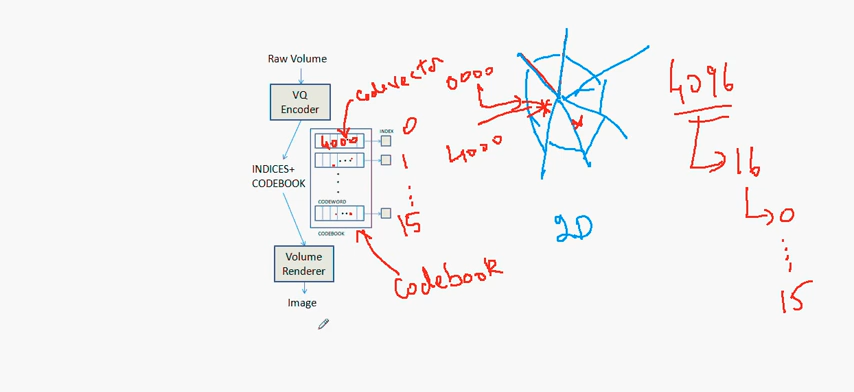 Raw Volume
VQ
Encoder
INDICES+
CODEBOOK
Volume
Renderer
Image
INDEX
4000
CODEWORD
CODEBOOK
codevector
0
1
15
Codebook
0000
4000
2D
4096
16
0
15